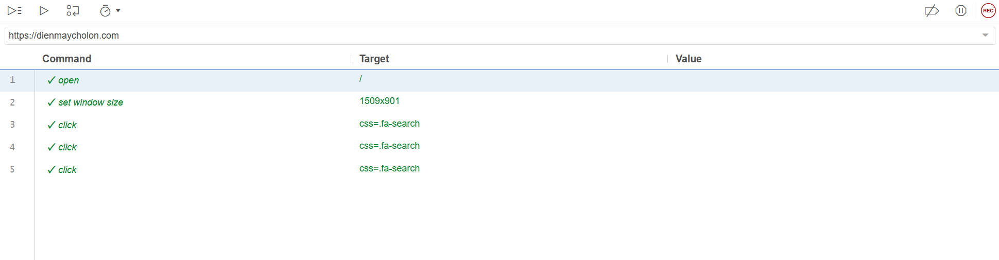 REC
https://dienmaycholon.com
Command Target Value
1 ✓ open /
2 ✓ set window size 1509x901
3 ✓ click css=.fa-search
4 ✓ click css=.fa-search
5 ✓ click css=.fa-search